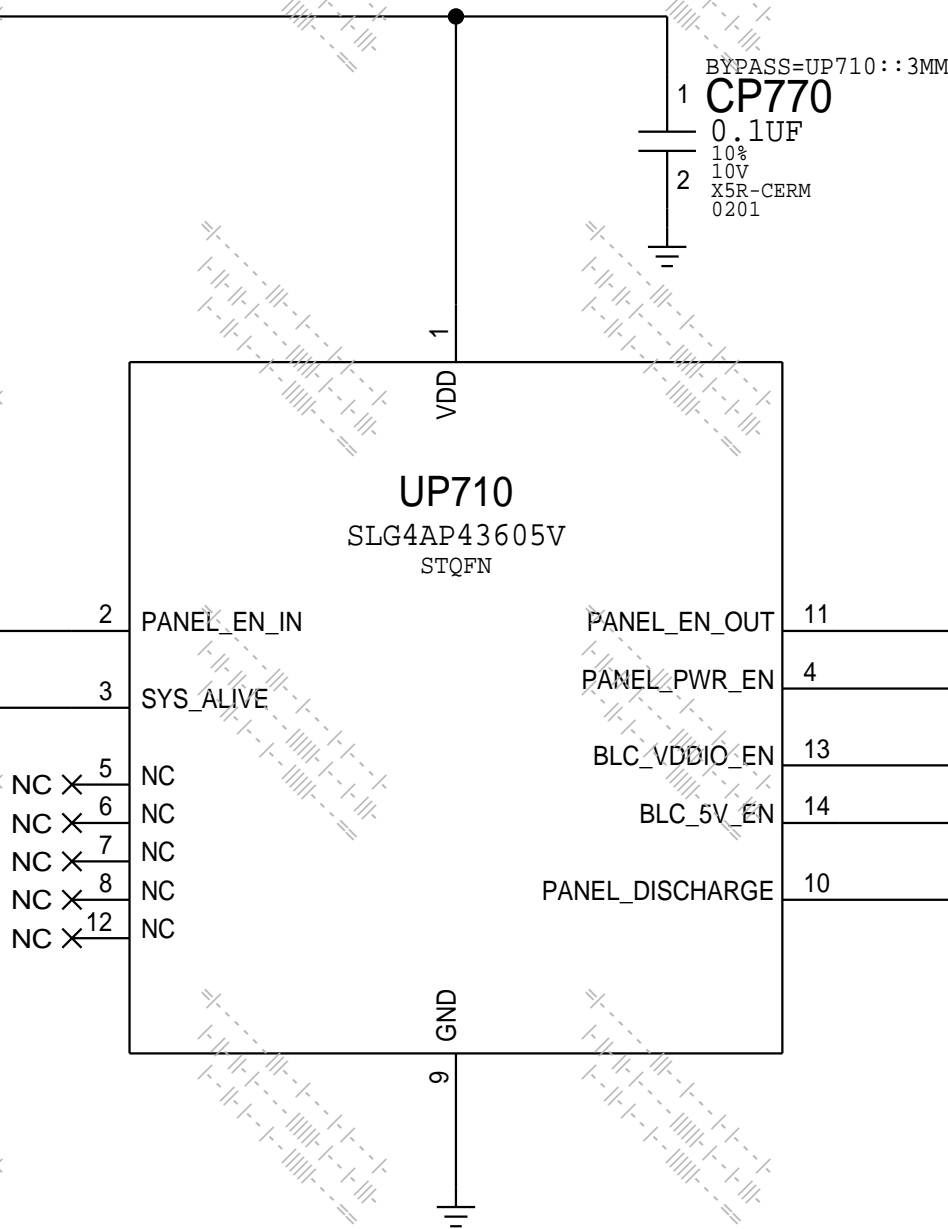 BYPASS=UP710::3MM
1
CP770
0.1UF
10%
10V
2
X5R-CERM
0201
1
VDD
UP710
SLG4AP43605V
STQFN
2 PANEL_EN_IN PANEL_EN_OUT 11
3 SYS_ALIVE PANEL_PWR_EN 4
BLC_VDDIO_EN 13
NC 5 NC
NC 6 NC BLC_5V_EN 14
NC 7 NC
NC 8 NC PANEL_DISCHARGE 10
NC 12 NC
GND
9